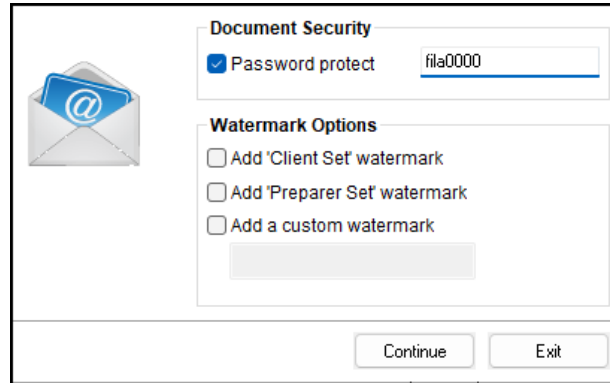 Document Security
Password protect fila0000
@
Watermark Options
Add 'Client Set' watermark
Add 'Preparer Set' watermark
Add a custom watermark
Continue Exit